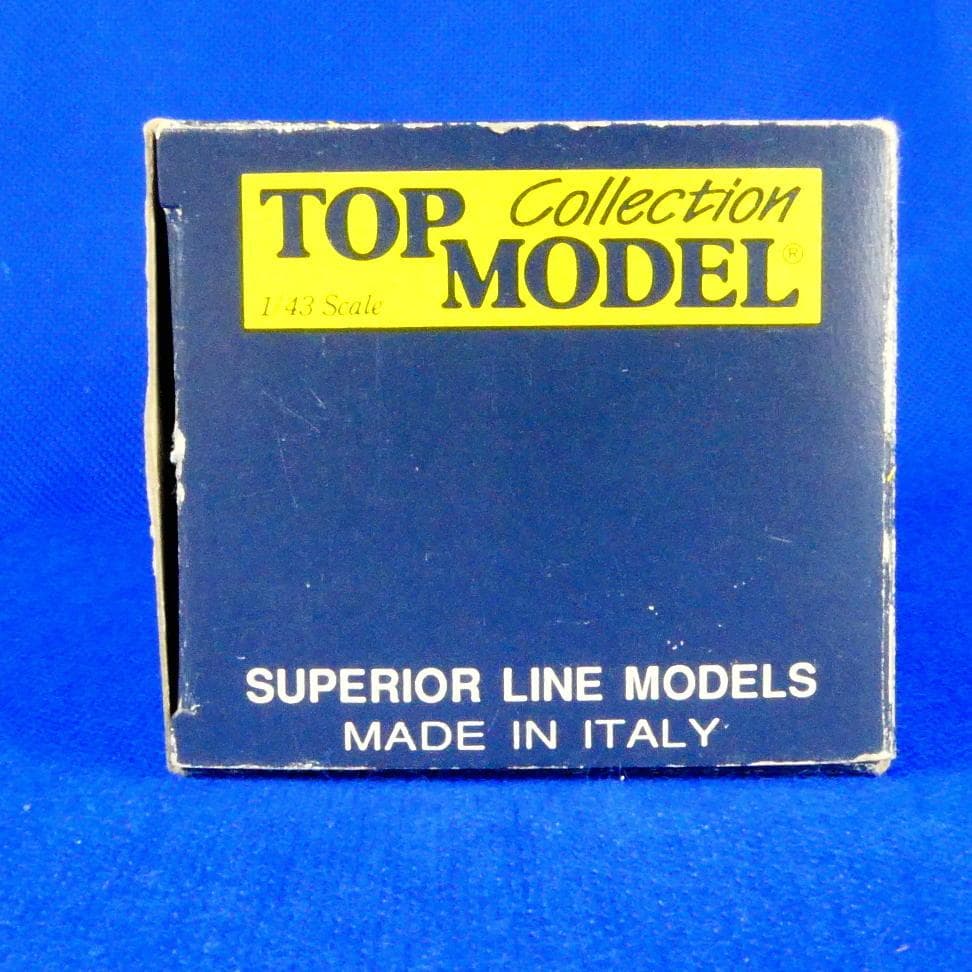 TOP Collection
MODEL®
1/43 Scale
SUPERIOR LINE MODELS
MADE IN ITALY